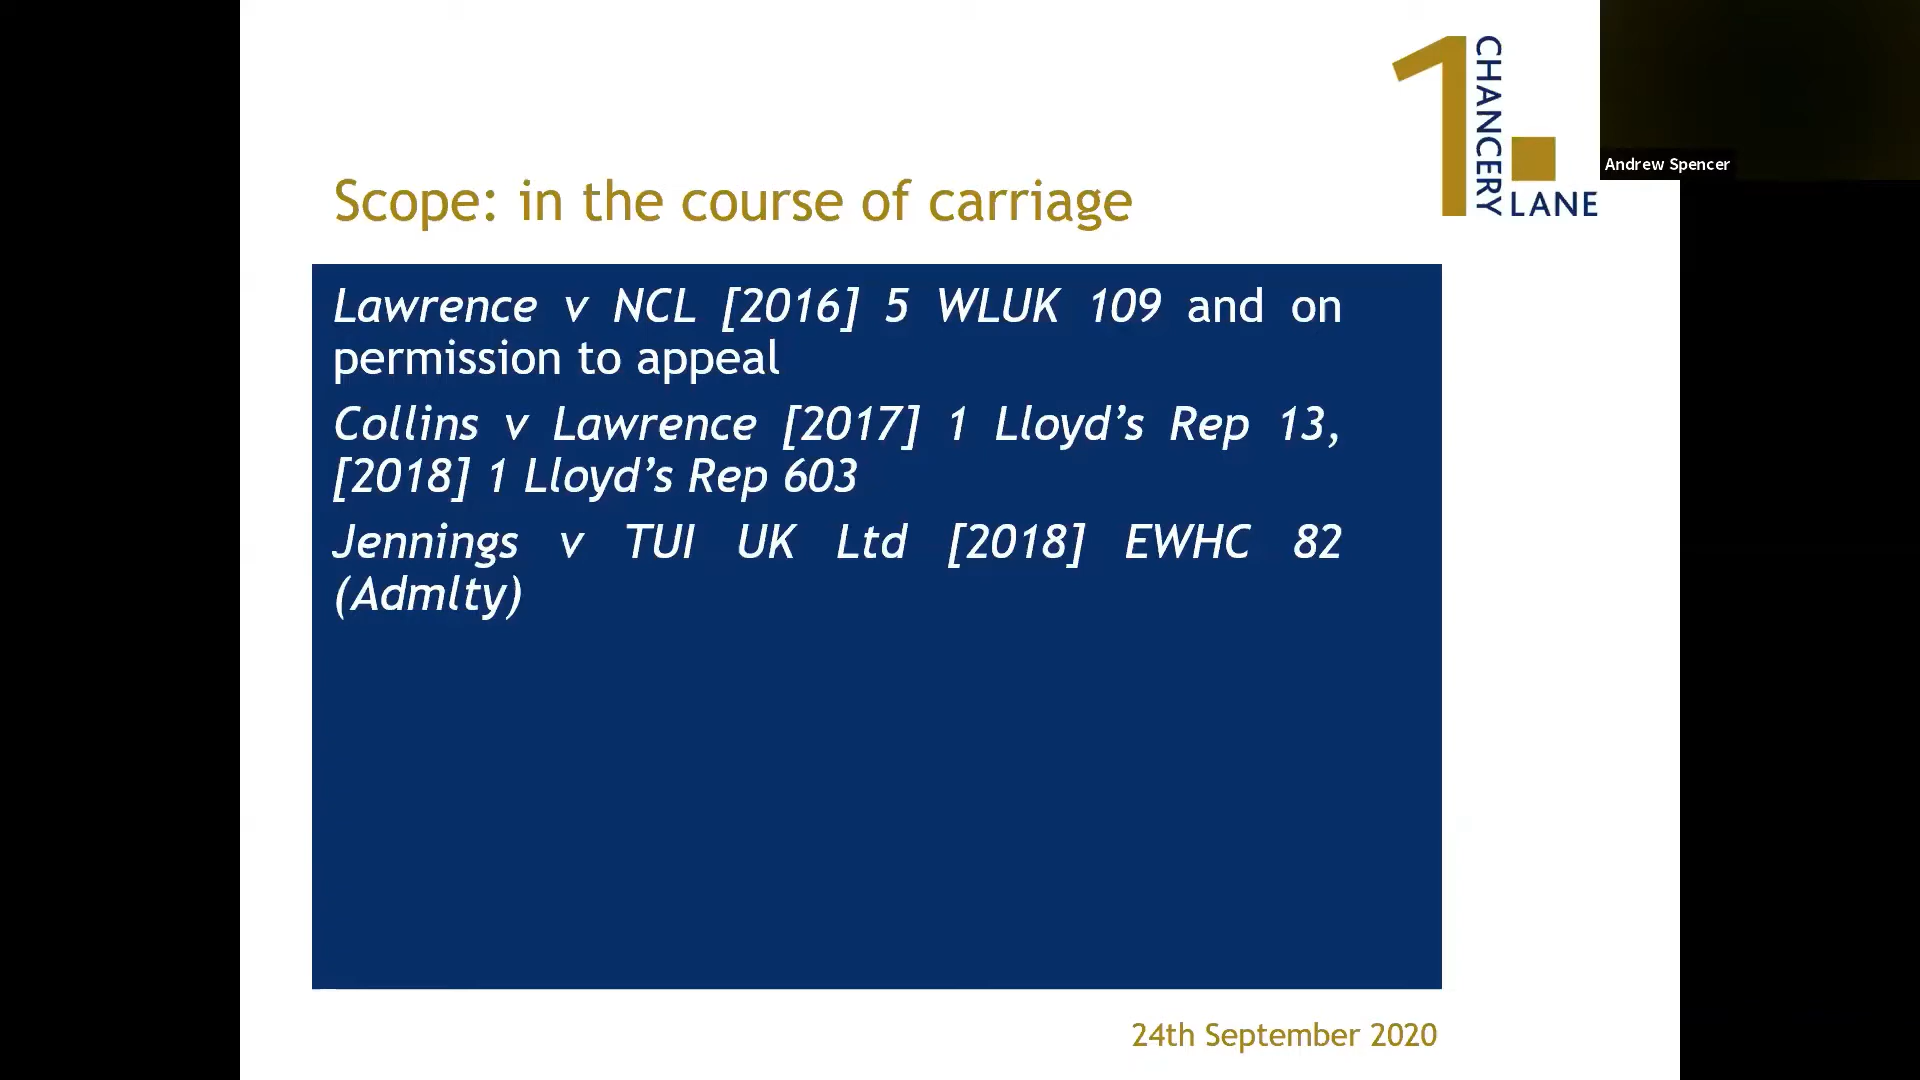 1
CHANCERY
LANE
Andrew Spencer
Scope: in the course of carriage
Lawrence v NCL [2016] 5 WLUK 109 and on
permission to appeal
Collins v Lawrence [2017] 1 Lloyd’s Rep 13,
[2018] 1 Lloyd’s Rep 603
Jennings v TUI UK Ltd [2018] EWHC 82
(Admlty)
24th September 2020